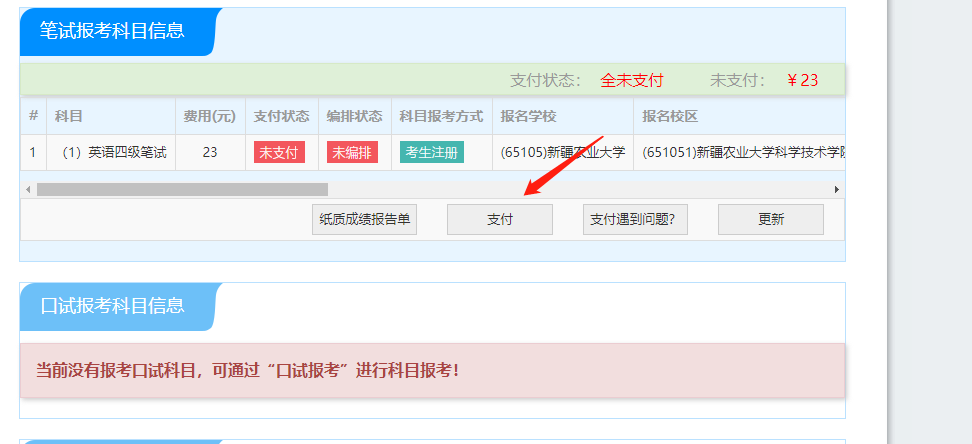 笔试报考科目信息
支付状态： 全未支付 未支付： ¥ 23
# 科目 费用(元) 支付状态 编排状态 科目报考方式 报名学校 报名校区
1 （1）英语四级笔试 23 未支付 未编排 考生注册 (65105)新疆农业大学 (651051)新疆农业大学科学技术学院
纸质成绩报告单 支付 支付遇到问题? 更新
口试报考科目信息
当前没有报考口试科目，可通过“口试报考”进行科目报考！